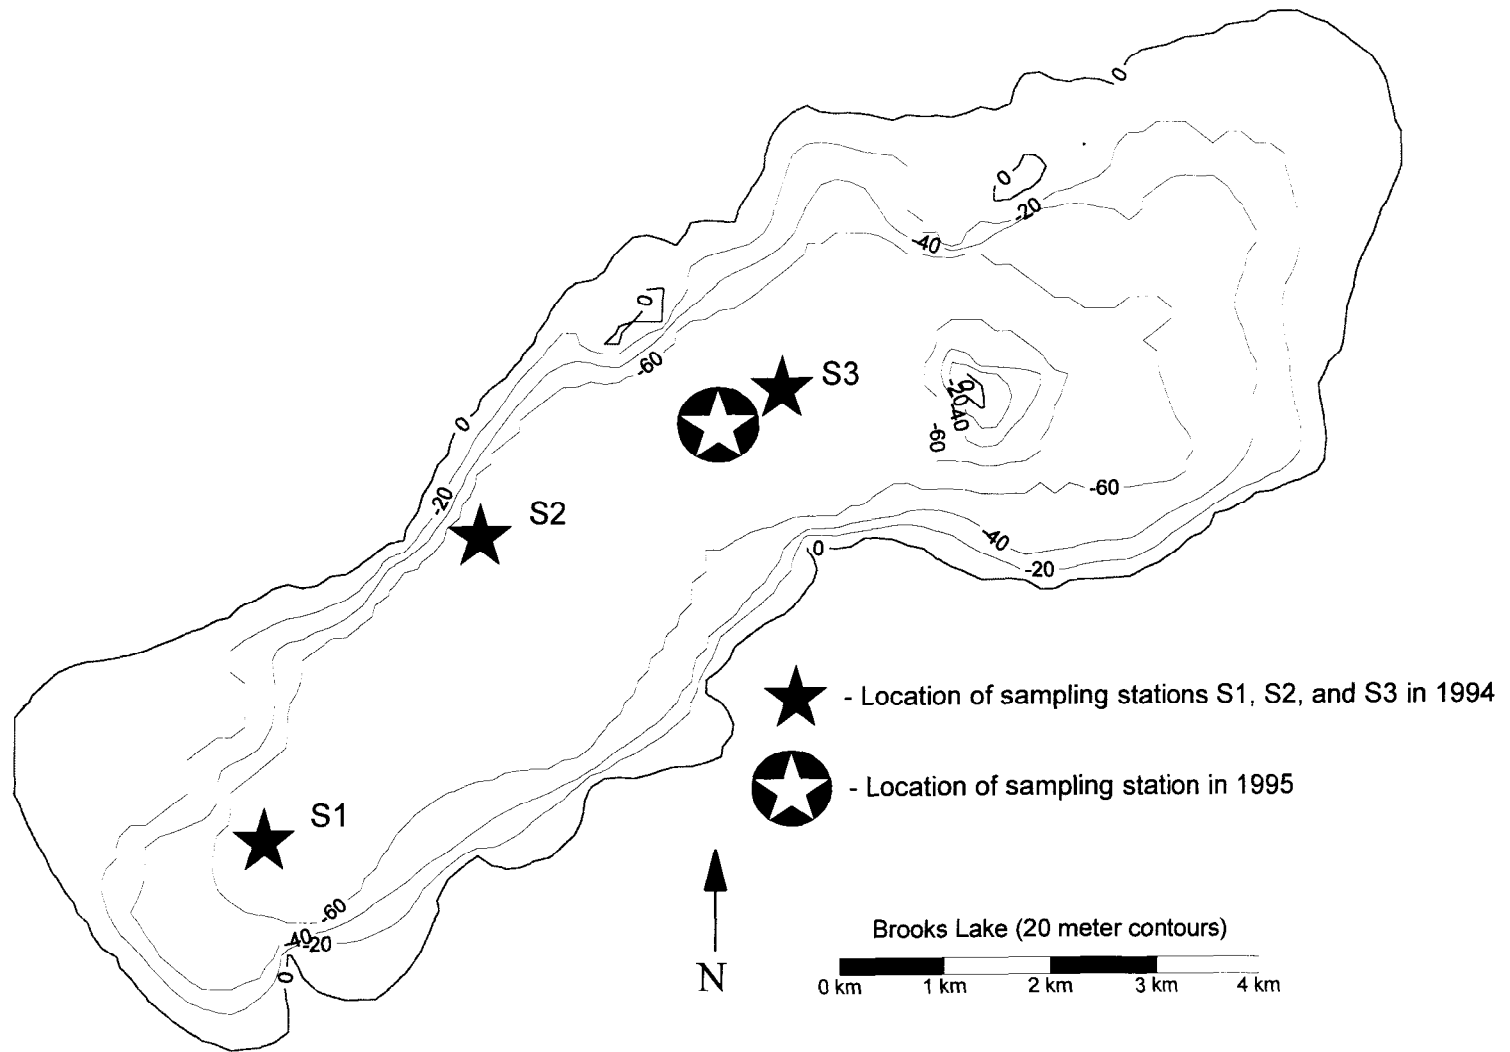 0
0
-20
-40
0
-60
S3
0
-20
-40
0
-60
-20
-60
S2
-40
0
-20
- Location of sampling stations S1, S2, and S3 in 1994
- Location of sampling station in 1995
S1
-60
-40
-20
0
Brooks Lake (20 meter contours)
N
0 km 1 km 2 km 3 km 4 km